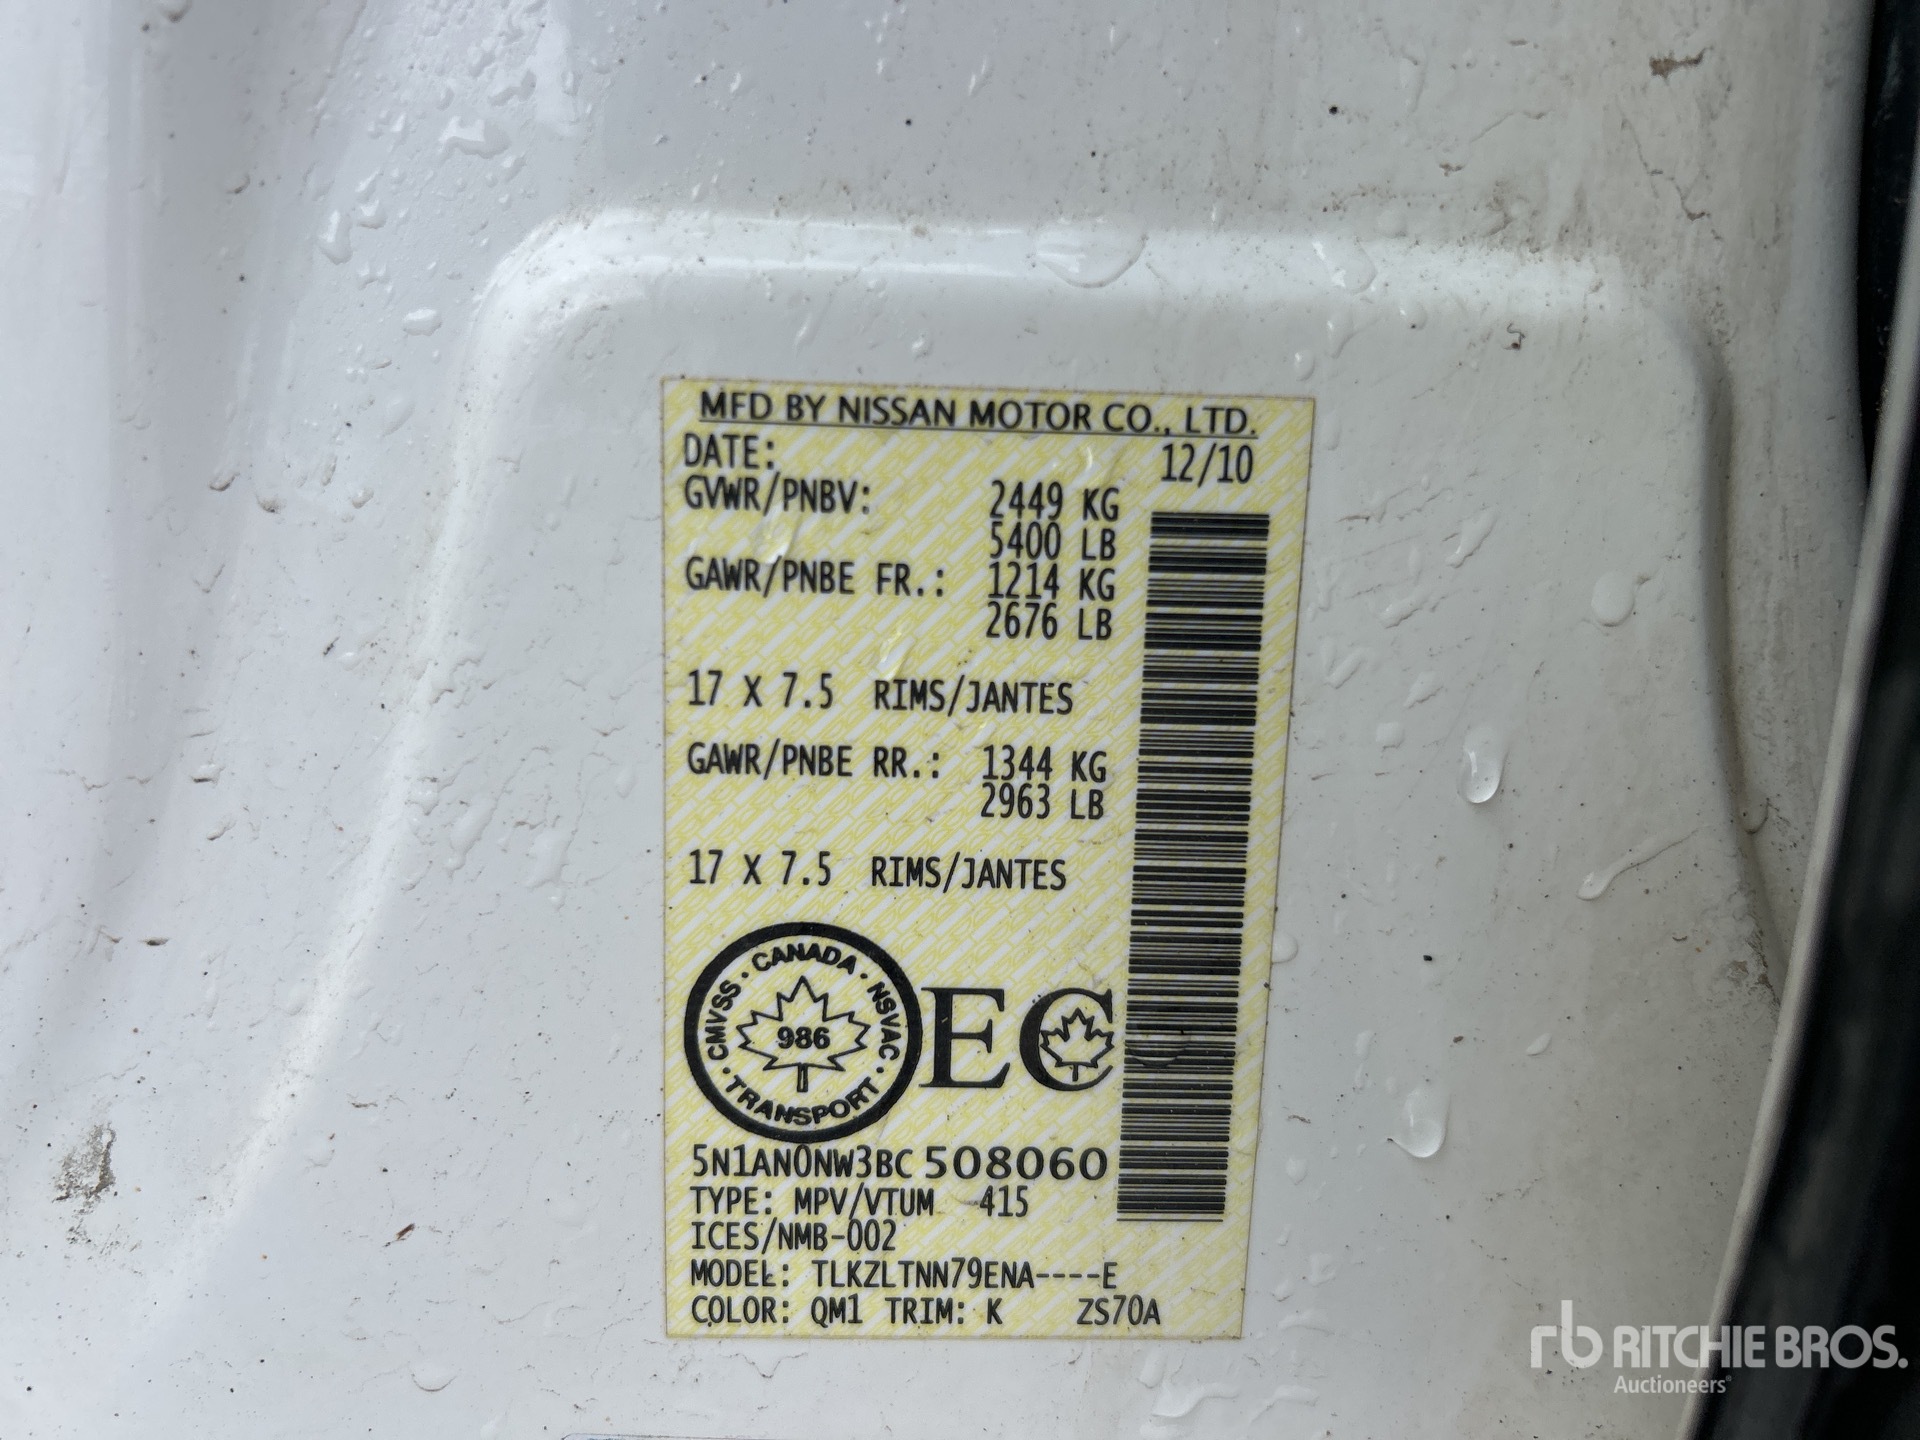 MFD BY NISSAN MOTOR CO., LTD.
DATE: 12/10
GVWR/PNBV: 2449 KG
5400 LB
GAWR/PNBE FR.: 1214 KG
2676 LB
17 X 7.5 RIMS/JANTES
GAWR/PNBE RR.: 1344 KG
2963 LB
17 X 7.5 RIMS/JANTES
CANADA · NSVAC · TRANSPORT · CMVSS ·
986
EC
5N1AN0NW3BC508060
TYPE: MPV/VTUM 415
ICES/NMB-002
MODEL: TLKZLTNN79ENA----E
COLOR: QM1 TRIM: K ZS70A
rb RITCHIE BROS.
Auctioneers